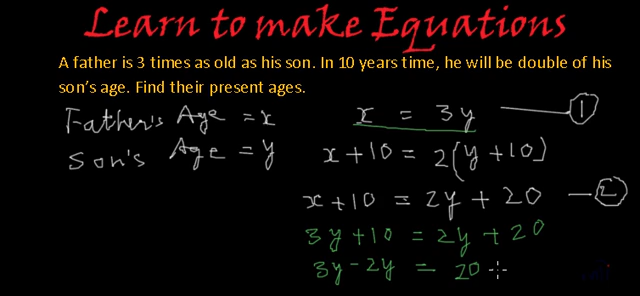 Learn to make Equations
A father is 3 times as old as his son. In 10 years time, he will be double of his
son's age. Find their present ages.
Father's Age = x
x = 3y —— 1
Son's Age = y
x + 10 = 2(y + 10)
x + 10 = 2y + 20 — 2
3y + 10 = 2y + 20
3y - 2y = 20 -